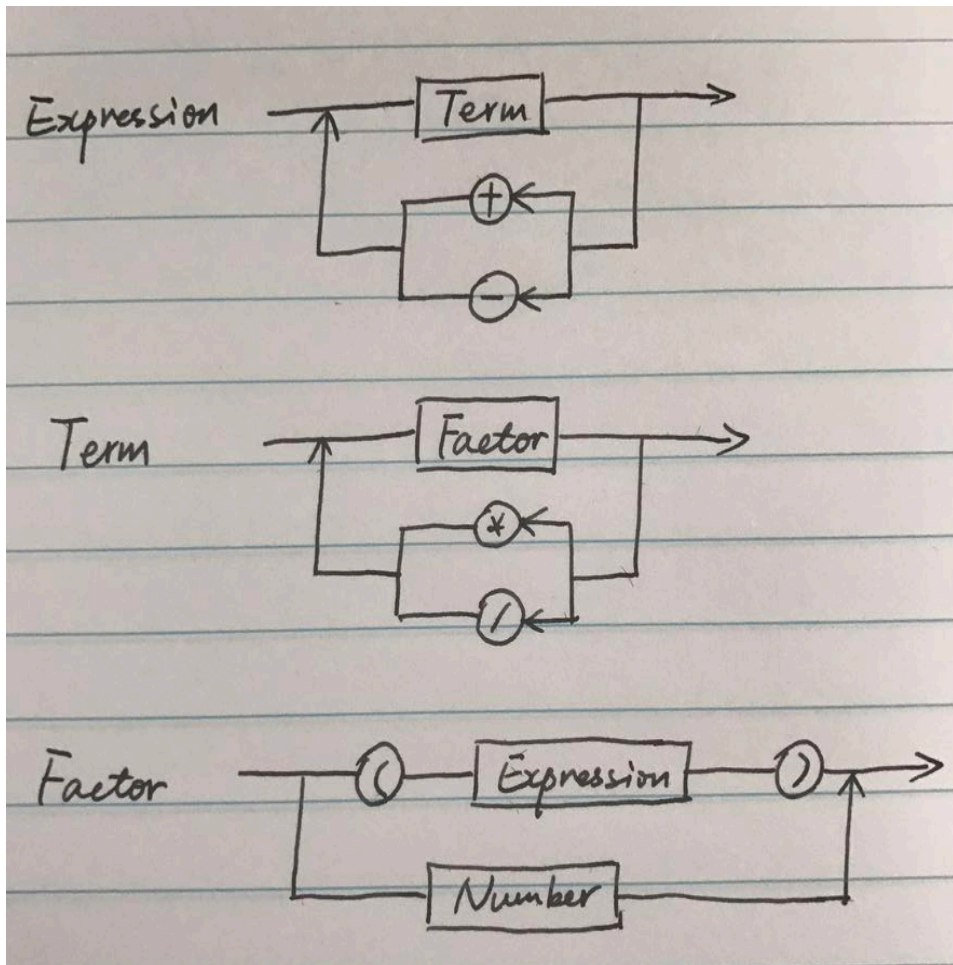 Expression Term
+
-
Term Factor
*
/
Factor ( Expression )
Number